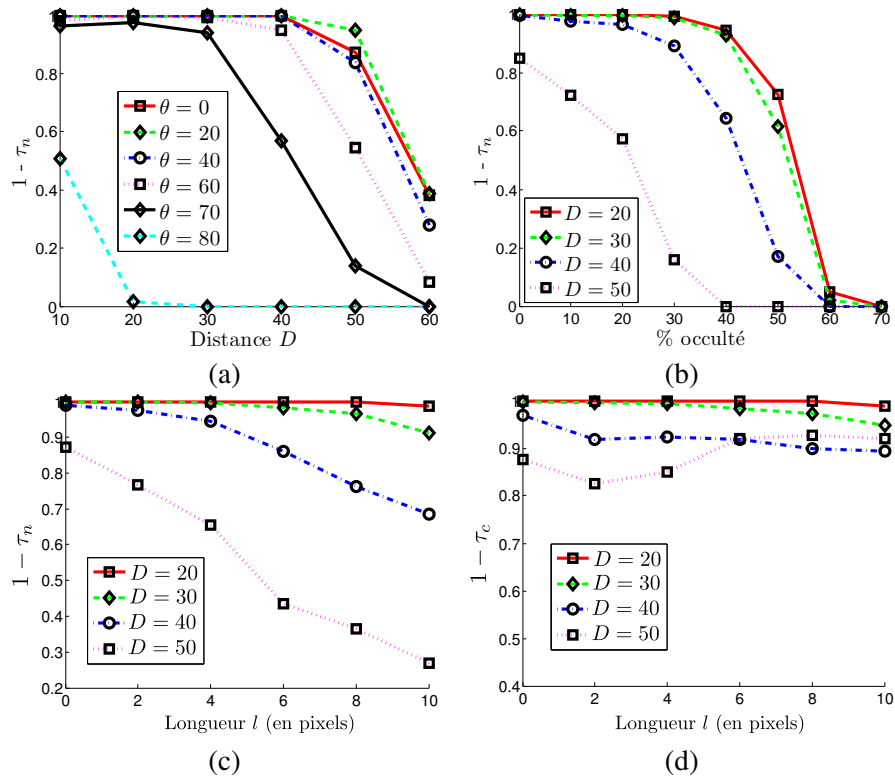 1
0.8
0.6
0.4
0.2
0
1 - τn
θ = 0
θ = 20
θ = 40
θ = 60
θ = 70
θ = 80
10 20 30 40 50 60
Distance D
(a)
1
0.8
0.6
0.4
0.2
0
1 - τn
D = 20
D = 30
D = 40
D = 50
0 10 20 30 40 50 60 70
% occulté
(b)
1
0.9
0.8
0.7
0.6
0.5
0.4
0.3
0.2
1 − τn
D = 20
D = 30
D = 40
D = 50
0 2 4 6 8 10
Longueur l (en pixels)
(c)
1
0.9
0.8
0.7
0.6
0.5
0.4
1 − τc
D = 20
D = 30
D = 40
D = 50
0 2 4 6 8 10
Longueur l (en pixels)
(d)